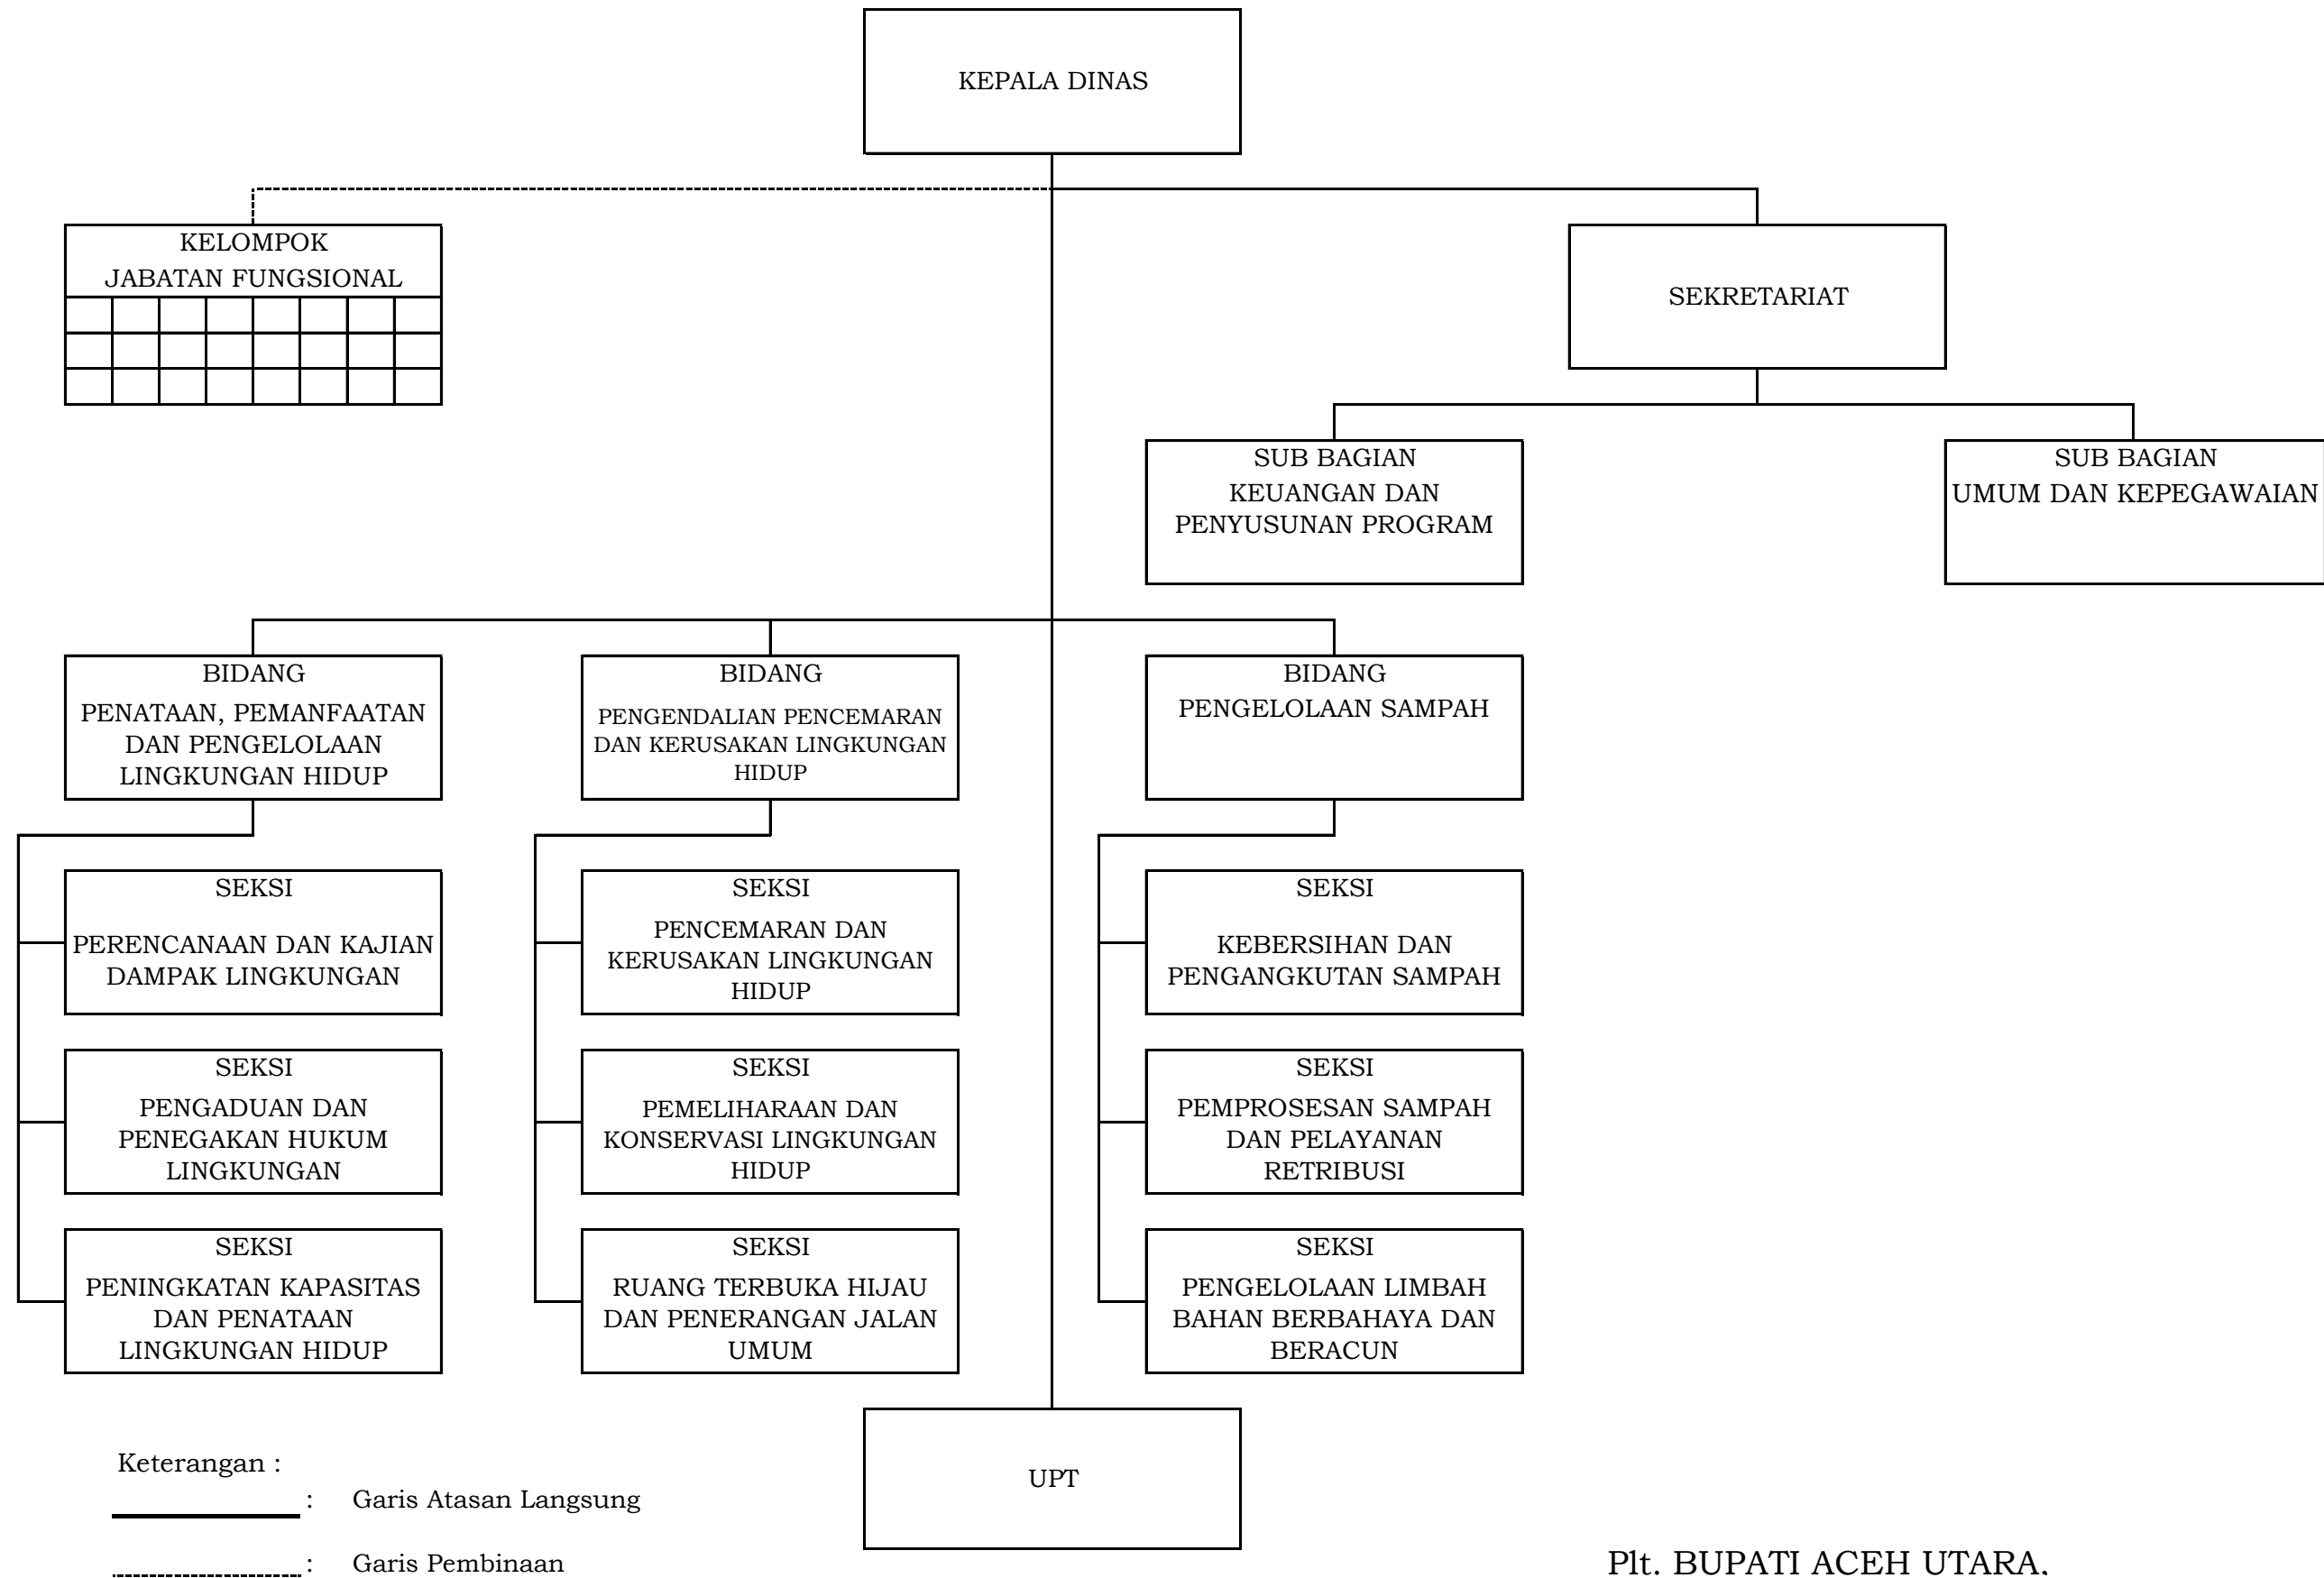 KEPALA DINAS
KELOMPOK
JABATAN FUNGSIONAL
SEKRETARIAT
SUB BAGIAN
KEUANGAN DAN
PENYUSUNAN PROGRAM
SUB BAGIAN
UMUM DAN KEPEGAWAIAN
BIDANG
PENATAAN, PEMANFAATAN
DAN PENGELOLAAN
LINGKUNGAN HIDUP
BIDANG
PENGENDALIAN PENCEMARAN
DAN KERUSAKAN LINGKUNGAN
HIDUP
BIDANG
PENGELOLAAN SAMPAH
SEKSI
PERENCANAAN DAN KAJIAN
DAMPAK LINGKUNGAN
SEKSI
PENCEMARAN DAN
KERUSAKAN LINGKUNGAN
HIDUP
SEKSI
KEBERSIHAN DAN
PENGANGKUTAN SAMPAH
SEKSI
PENGADUAN DAN
PENEGAKAN HUKUM
LINGKUNGAN
SEKSI
PEMELIHARAAN DAN
KONSERVASI LINGKUNGAN
HIDUP
SEKSI
PEMPROSESAN SAMPAH
DAN PELAYANAN
RETRIBUSI
SEKSI
PENINGKATAN KAPASITAS
DAN PENATAAN
LINGKUNGAN HIDUP
SEKSI
RUANG TERBUKA HIJAU
DAN PENERANGAN JALAN
UMUM
SEKSI
PENGELOLAAN LIMBAH
BAHAN BERBAHAYA DAN
BERACUN
UPT
Keterangan :
: Garis Atasan Langsung
: Garis Pembinaan
Plt. BUPATI ACEH UTARA,